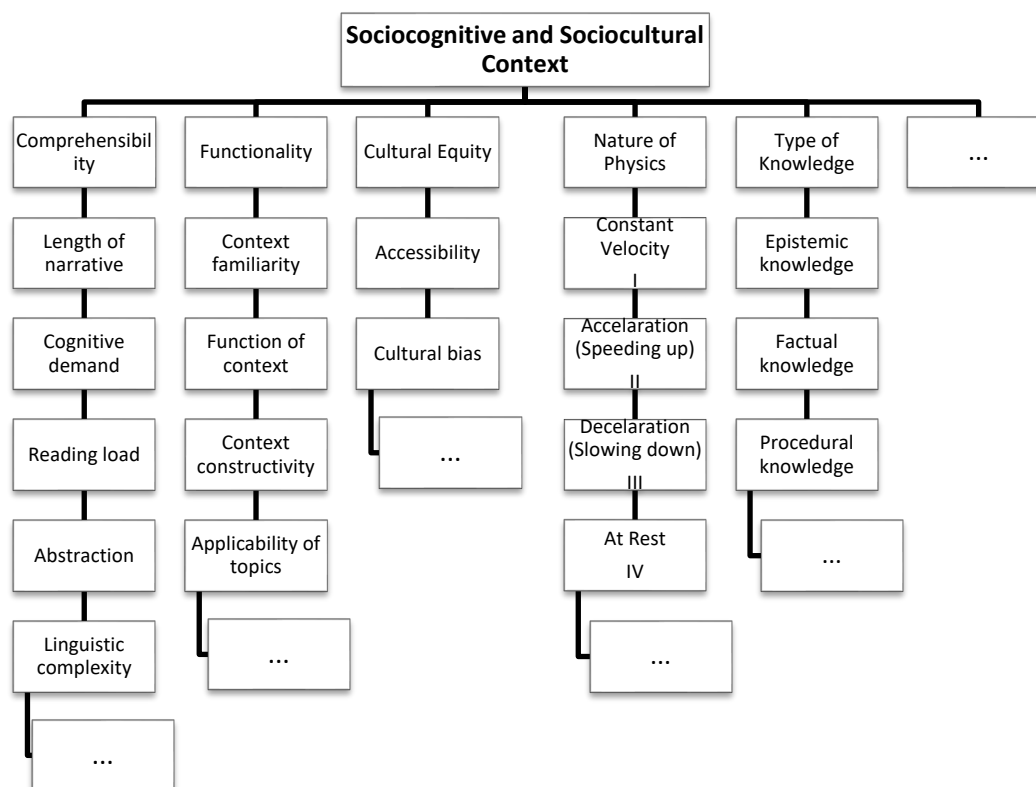 Sociocognitive and Sociocultural
Context
Comprehensibil
ity
Functionality
Cultural Equity
Nature of
Physics
Type of
Knowledge
...
Length of
narrative
Context
familiarity
Accessibility
Constant
Velocity
I
Epistemic
knowledge
Cognitive
demand
Function of
context
Cultural bias
Accelaration
(Speeding up)
II
Factual
knowledge
Reading load
Context
constructivity
...
Decelaration
(Slowing down)
III
Procedural
knowledge
Abstraction
Applicability of
topics
At Rest
IV
...
Linguistic
complexity
...
...
...